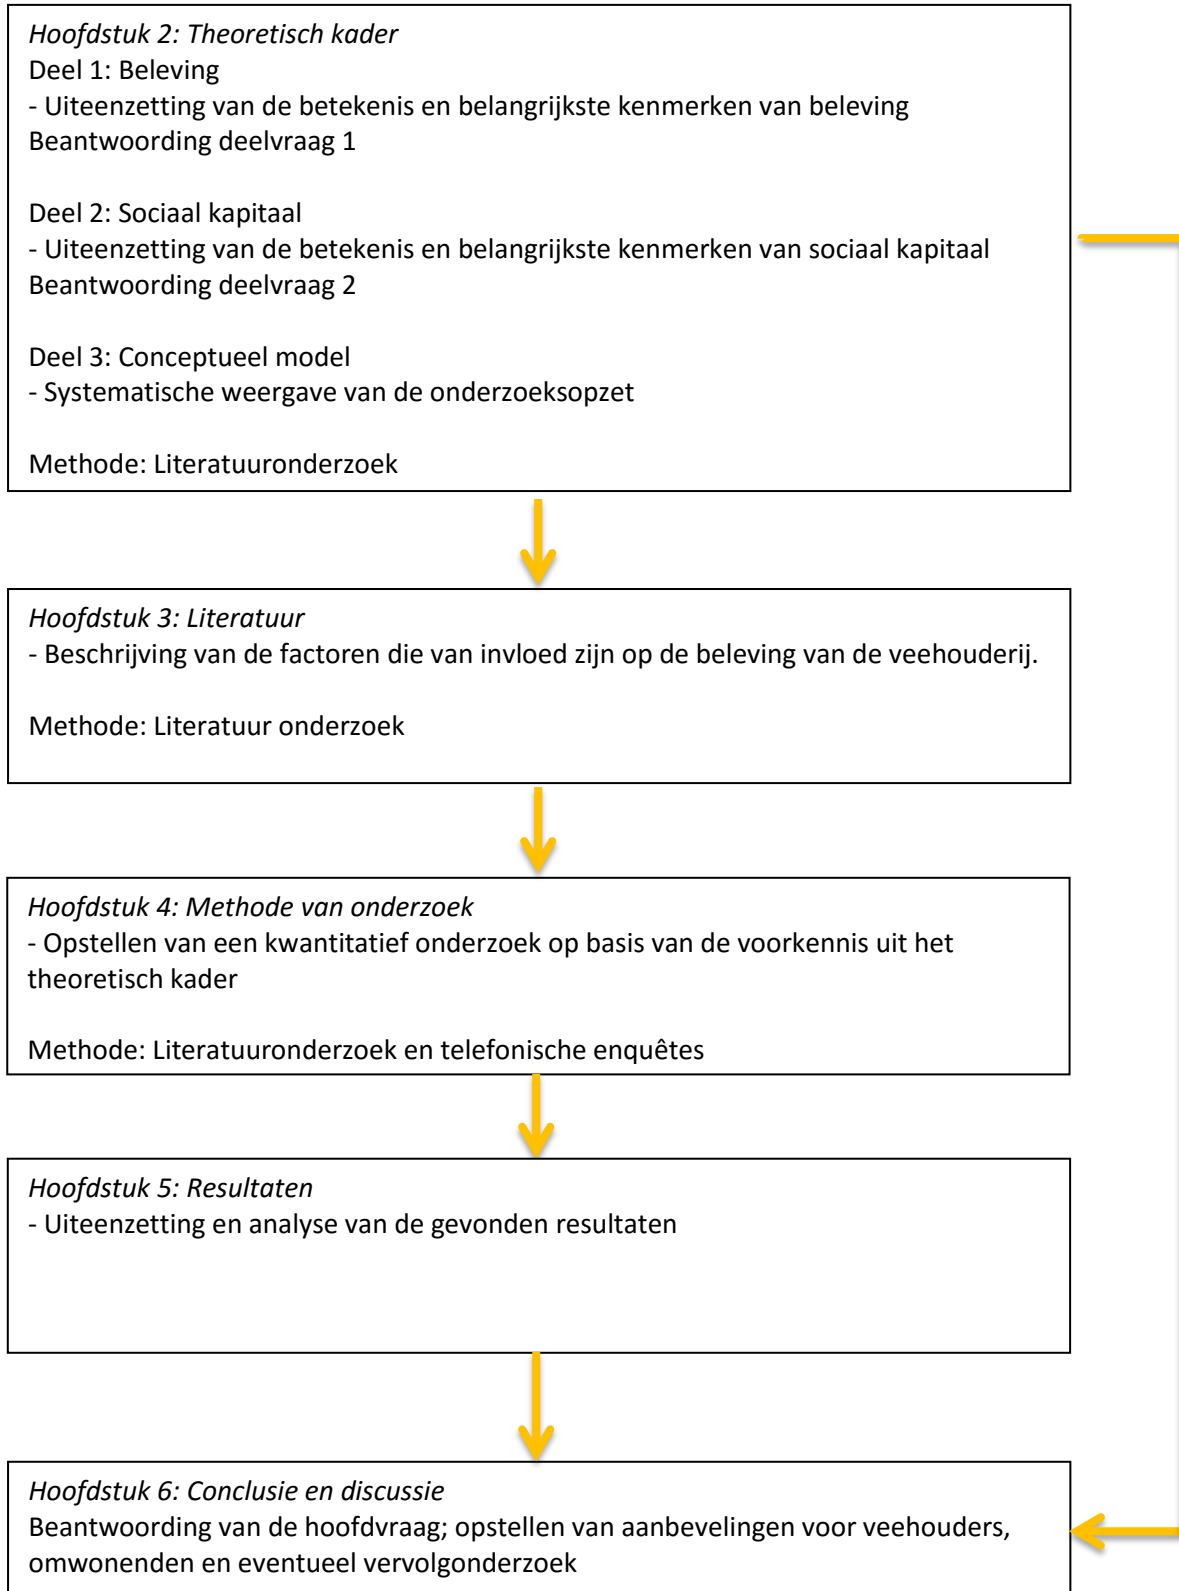 Hoofdstuk 2: Theoretisch kader
Deel 1: Beleving
- Uiteenzetting van de betekenis en belangrijkste kenmerken van beleving
Beantwoording deelvraag 1
Deel 2: Sociaal kapitaal
- Uiteenzetting van de betekenis en belangrijkste kenmerken van sociaal kapitaal
Beantwoording deelvraag 2
Deel 3: Conceptueel model
- Systematische weergave van de onderzoeksopzet
Methode: Literatuuronderzoek
Hoofdstuk 3: Literatuur
- Beschrijving van de factoren die van invloed zijn op de beleving van de veehouderij.
Methode: Literatuur onderzoek
Hoofdstuk 4: Methode van onderzoek
- Opstellen van een kwantitatief onderzoek op basis van de voorkennis uit het
theoretisch kader
Methode: Literatuuronderzoek en telefonische enquêtes
Hoofdstuk 5: Resultaten
- Uiteenzetting en analyse van de gevonden resultaten
Hoofdstuk 6: Conclusie en discussie
Beantwoording van de hoofdvraag; opstellen van aanbevelingen voor veehouders,
omwonenden en eventueel vervolgonderzoek